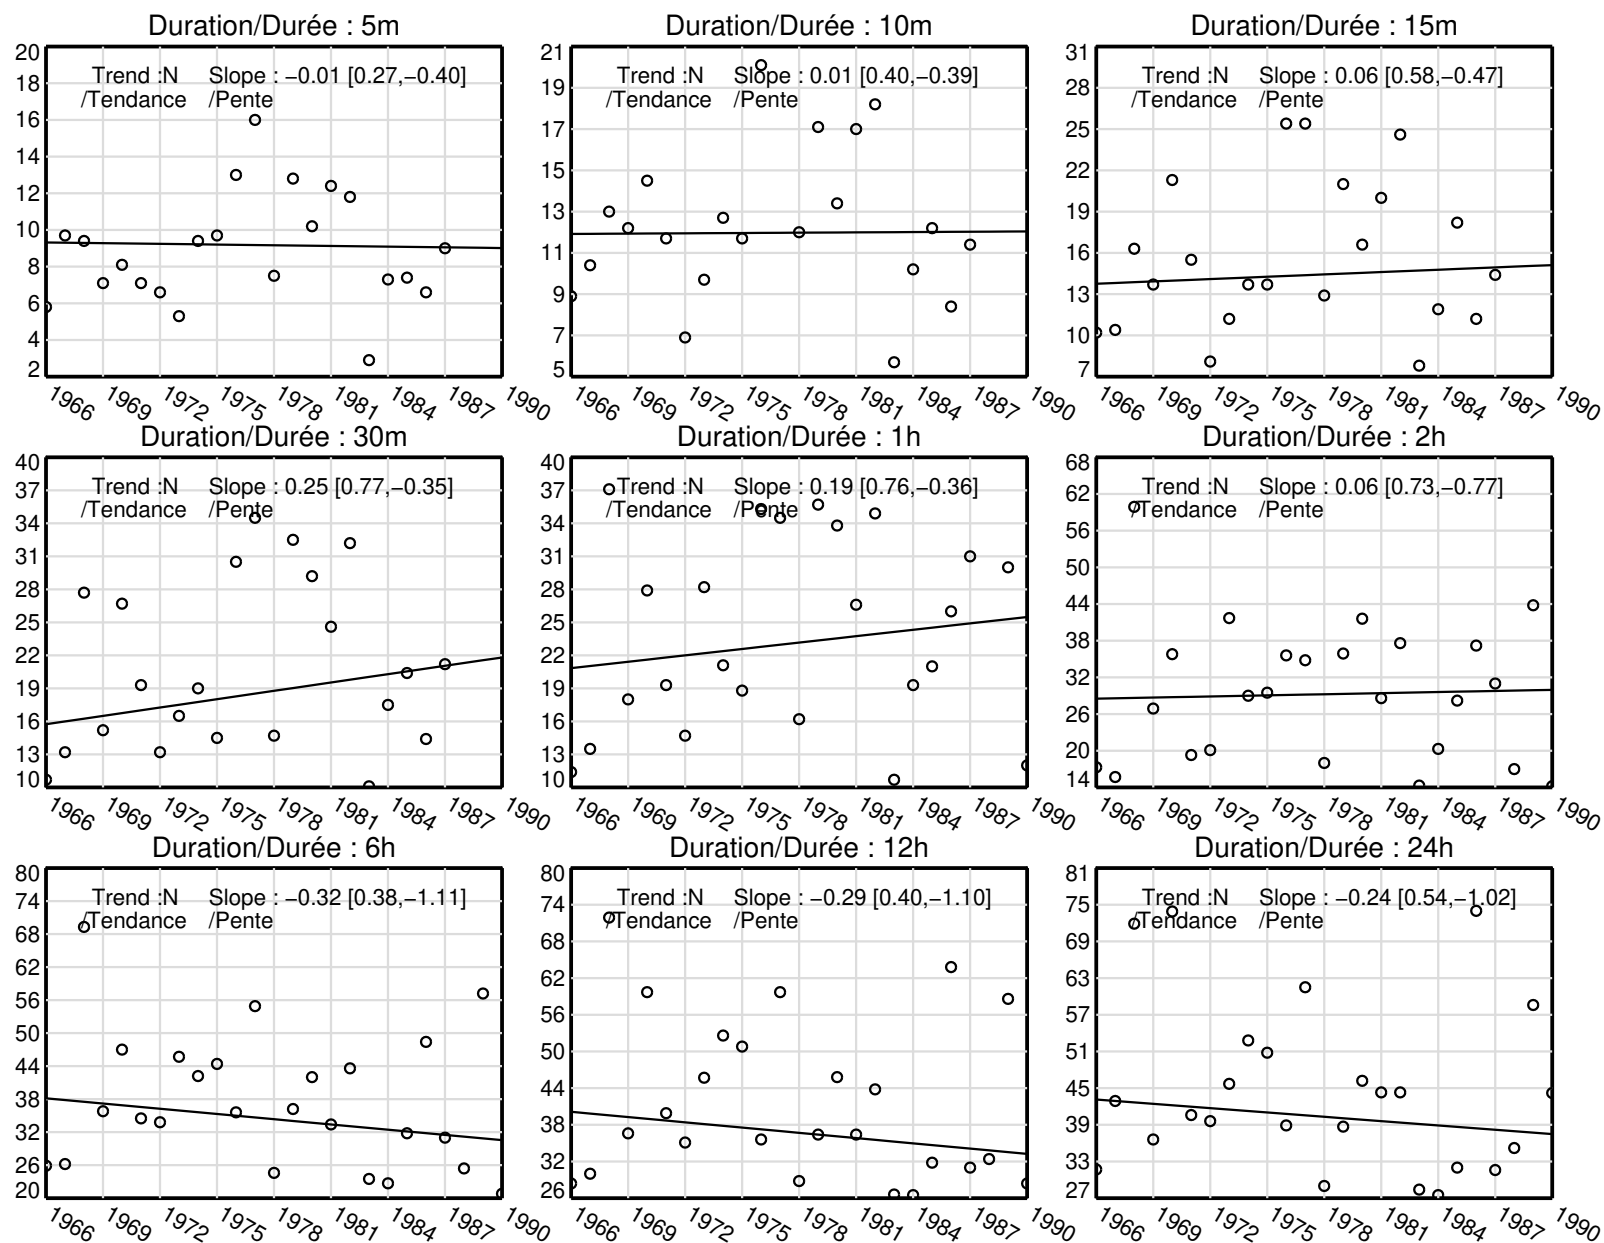 Duration/Durée : 5m
Trend :N Slope : −0.01 [0.27,−0.40]
/Tendance /Pente
20
18
16
14
12
10
8
6
4
2
1966 1969 1972 1975 1978 1981 1984 1987 1990
Duration/Durée : 10m
Trend :N Slope : 0.01 [0.40,−0.39]
/Tendance /Pente
21
19
17
15
13
11
9
7
5
1966 1969 1972 1975 1978 1981 1984 1987 1990
Duration/Durée : 15m
Trend :N Slope : 0.06 [0.58,−0.47]
/Tendance /Pente
31
28
25
22
19
16
13
10
7
1966 1969 1972 1975 1978 1981 1984 1987 1990
Duration/Durée : 30m
Trend :N Slope : 0.25 [0.77,−0.35]
/Tendance /Pente
40
37
34
31
28
25
22
19
16
13
10
1966 1969 1972 1975 1978 1981 1984 1987 1990
Duration/Durée : 1h
Trend :N Slope : 0.19 [0.76,−0.36]
/Tendance /Pente
40
37
34
31
28
25
22
19
16
13
10
1966 1969 1972 1975 1978 1981 1984 1987 1990
Duration/Durée : 2h
Trend :N Slope : 0.06 [0.73,−0.77]
/Tendance /Pente
68
62
56
50
44
38
32
26
20
14
1966 1969 1972 1975 1978 1981 1984 1987 1990
Duration/Durée : 6h
Trend :N Slope : −0.32 [0.38,−1.11]
/Tendance /Pente
80
74
68
62
56
50
44
38
32
26
20
1966 1969 1972 1975 1978 1981 1984 1987 1990
Duration/Durée : 12h
Trend :N Slope : −0.29 [0.40,−1.10]
/Tendance /Pente
80
74
68
62
56
50
44
38
32
26
1966 1969 1972 1975 1978 1981 1984 1987 1990
Duration/Durée : 24h
Trend :N Slope : −0.24 [0.54,−1.02]
/Tendance /Pente
81
75
69
63
57
51
45
39
33
27
1966 1969 1972 1975 1978 1981 1984 1987 1990